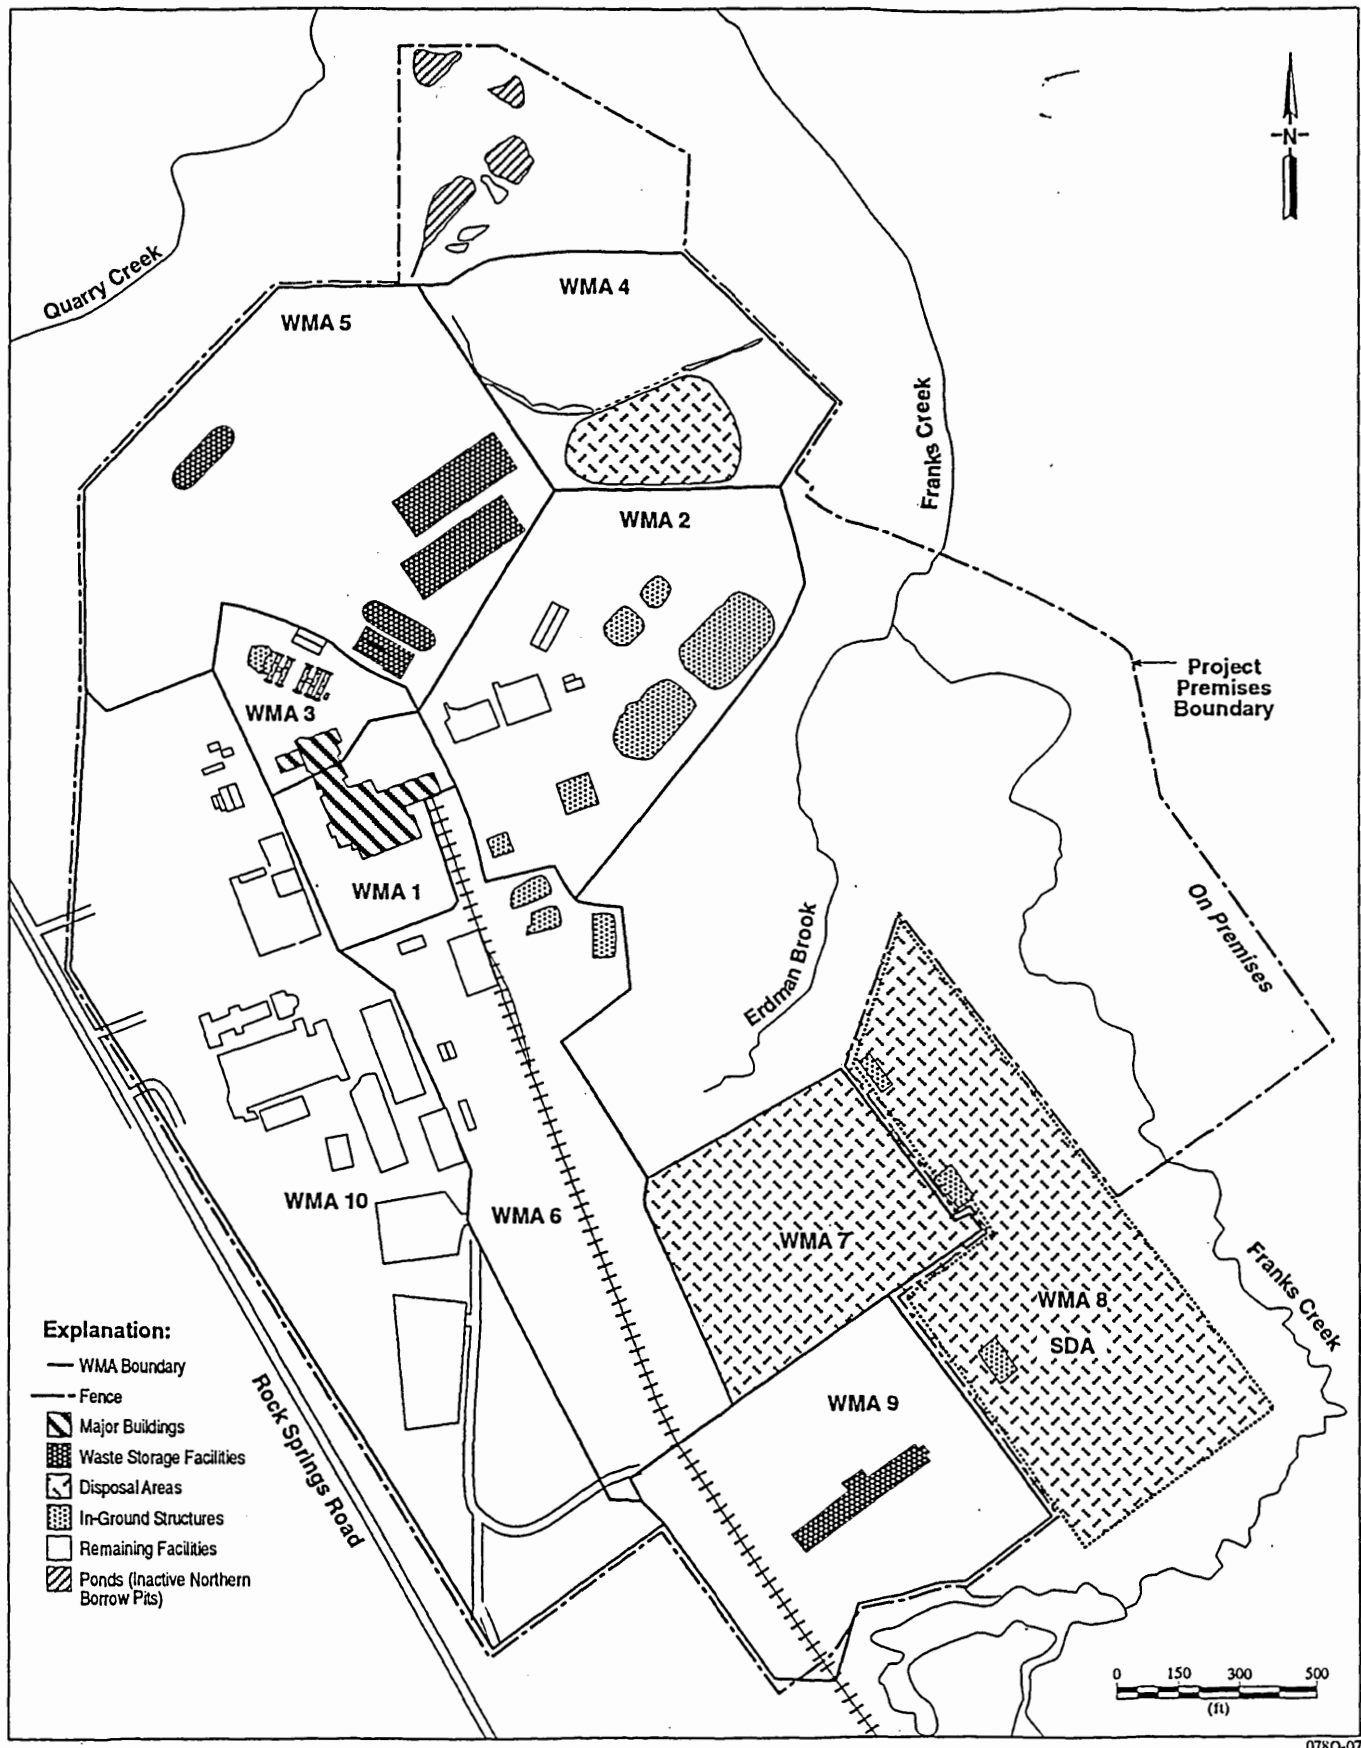 N
Quarry Creek
WMA 4
WMA 5
Franks Creek
WMA 2
Project
Premises
Boundary
WMA 3
WMA 1
On Premises
Erdman Brook
WMA 10
WMA 6
WMA 7
Franks Creek
WMA 8
SDA
Explanation:
WMA Boundary
Fence
Major Buildings
Waste Storage Facilities
Disposal Areas
In-Ground Structures
Remaining Facilities
Ponds (Inactive Northern
Borrow Pits)
Rock Springs Road
WMA 9
0 150 300 500
(ft)